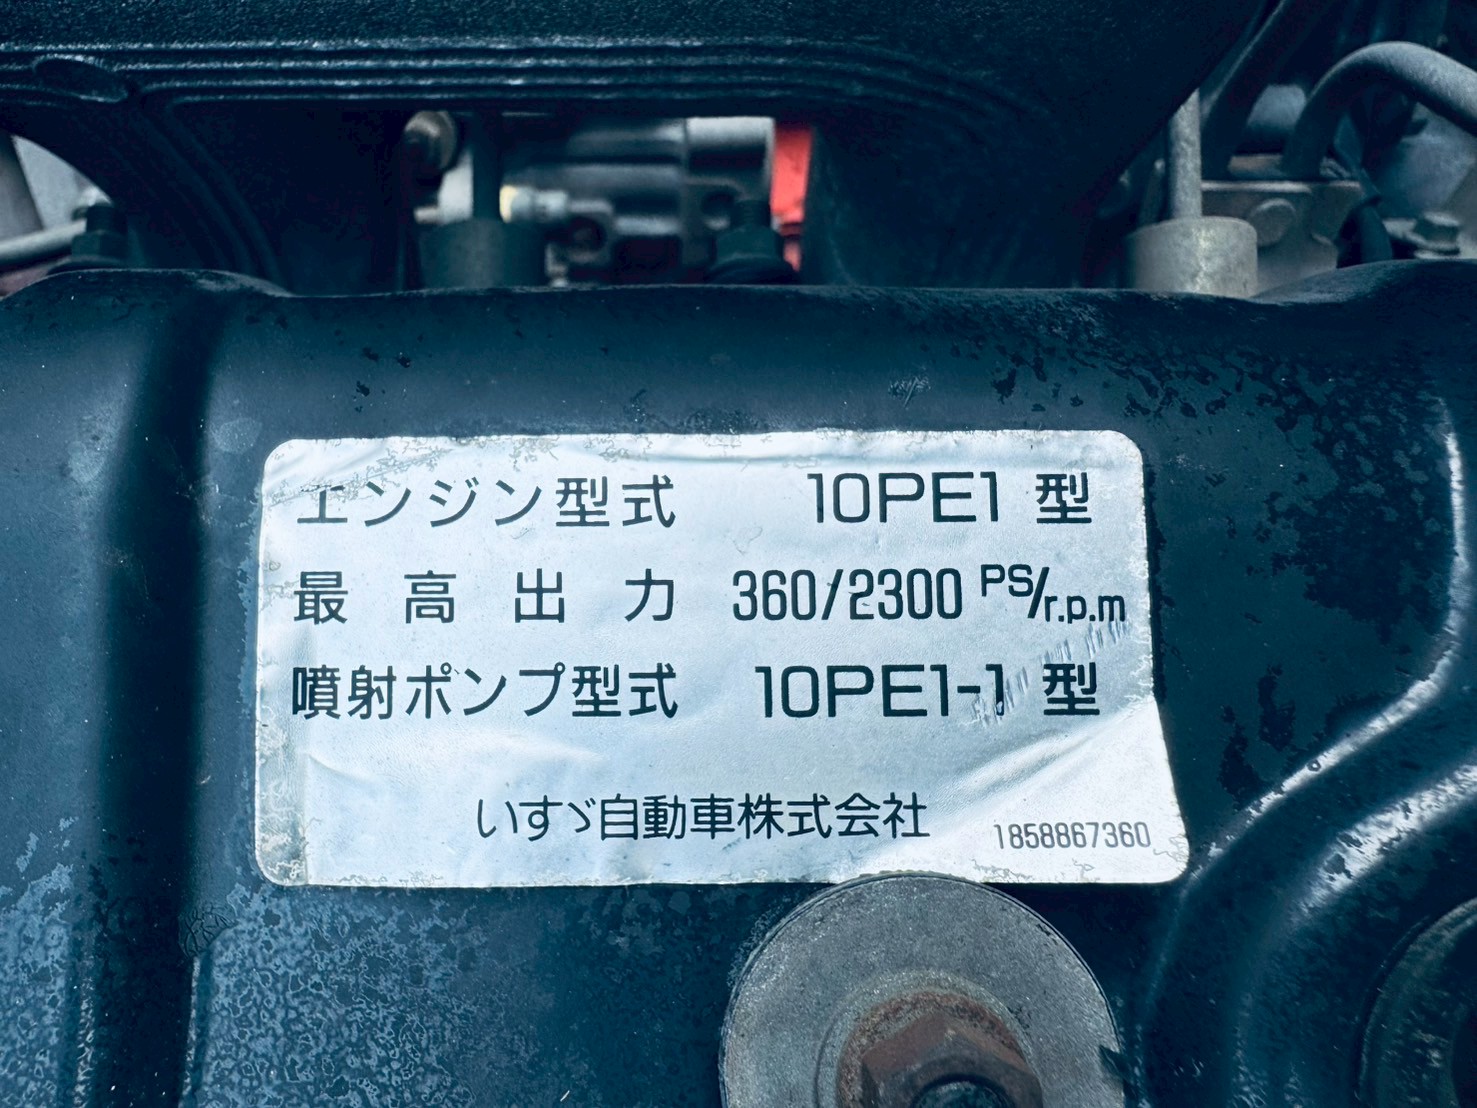 エンジン型式 10PE1 型
最高出力 360/2300 PS/r.p.m
噴射ポンプ型式 10PE1-1 型
いすゞ自動車株式会社 1858867360